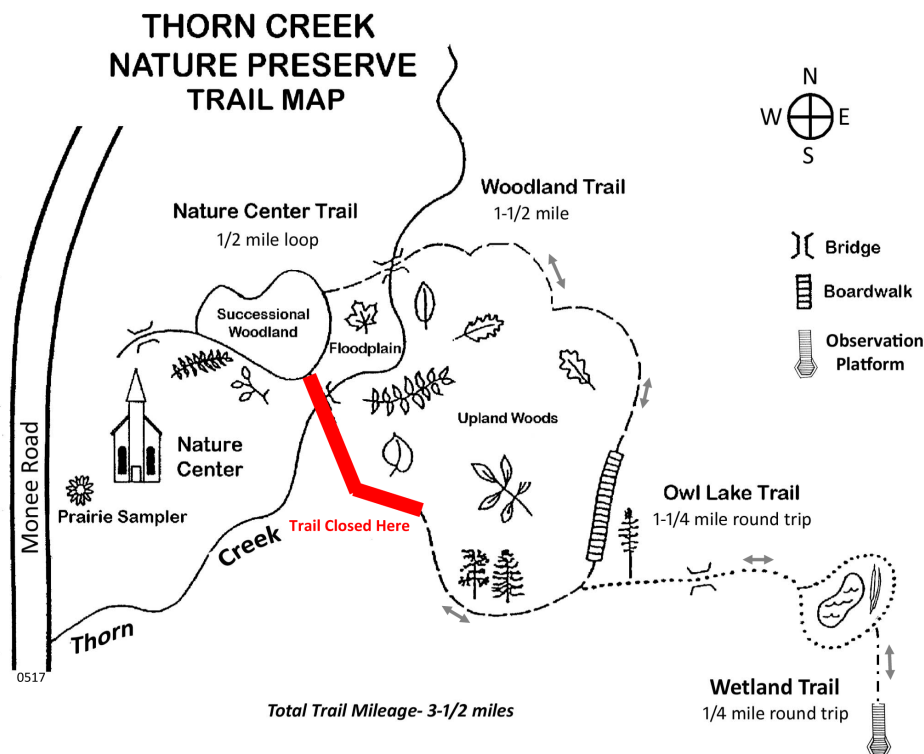 THORN CREEK
NATURE PRESERVE
TRAIL MAP
N
W
E
S
Woodland Trail
1-1/2 mile
Nature Center Trail
1/2 mile loop
Bridge
Boardwalk
Observation
Platform
Successional
Woodland
Floodplain
Upland Woods
Nature
Center
Monee Road
Prairie Sampler
Trail Closed Here
Owl Lake Trail
1-1/4 mile round trip
Thorn Creek
0517
Wetland Trail
1/4 mile round trip
Total Trail Mileage- 3-1/2 miles